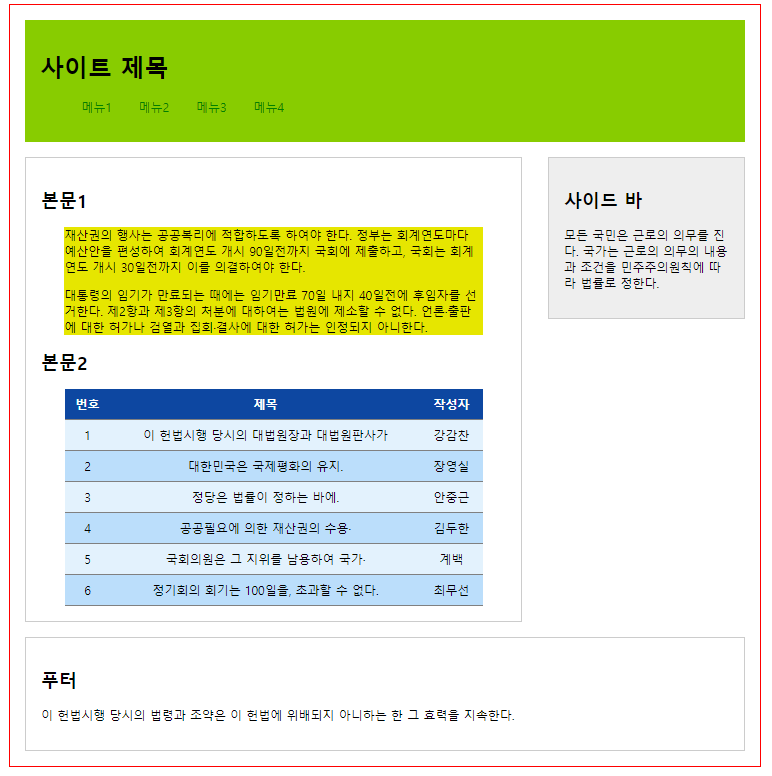 사이트 제목
메뉴1 메뉴2 메뉴3 메뉴4
본문1
재산권의 행사는 공공복리에 적합하도록 하여야 한다. 정부는 회계연도마다
예산안을 편성하여 회계연도 개시 90일전까지 국회에 제출하고, 국회는 회계
연도 개시 30일전까지 이를 의결하여야 한다.
대통령의 임기가 만료되는 때에는 임기만료 70일 내지 40일전에 후임자를 선
거한다. 제2항과 제3항의 처분에 대하여는 법원에 제소할 수 없다. 언론·출판
에 대한 허가나 검열과 집회·결사에 대한 허가는 인정되지 아니한다.
본문2
번호 제목 작성자
1 이 헌법시행 당시의 대법원장과 대법원판사가 강감찬
2 대한민국은 국제평화의 유지. 장영실
3 정당은 법률이 정하는 바에. 안중근
4 공공필요에 의한 재산권의 수용· 김두한
5 국회의원은 그 지위를 남용하여 국가· 계백
6 정기회의 회기는 100일을, 초과할 수 없다. 최무선
사이드 바
모든 국민은 근로의 의무를 진
다. 국가는 근로의 의무의 내용
과 조건을 민주주의원칙에 따
라 법률로 정한다.
푸터
이 헌법시행 당시의 법령과 조약은 이 헌법에 위배되지 아니하는 한 그 효력을 지속한다.